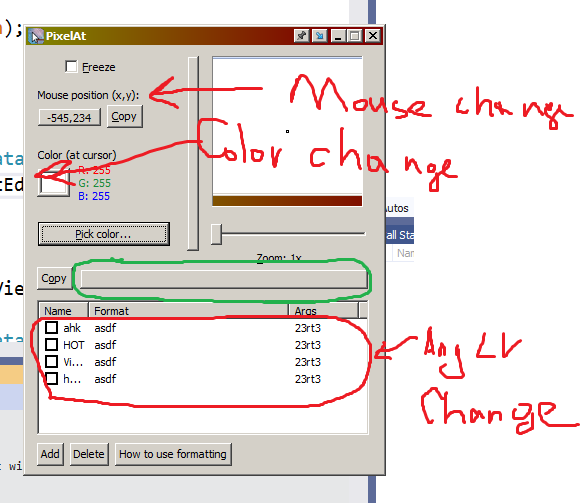 );
PixelAt
Freeze
Mouse position (x,y):
-545,234
Copy
Mouse change
Color change
ata
tEd
Color (at cursor)
R: 255
G: 255
B: 255
Autos
all Sta
Nan
Pick color...
Zoom: 1x
Vie
Copy
Name Format Args
ahk asdf 23rt3
HOT asdf 23rt3
Vi... asdf 23rt3
h... asdf 23rt3
Any LV
Change
ata
Add Delete How to use formatting
wi